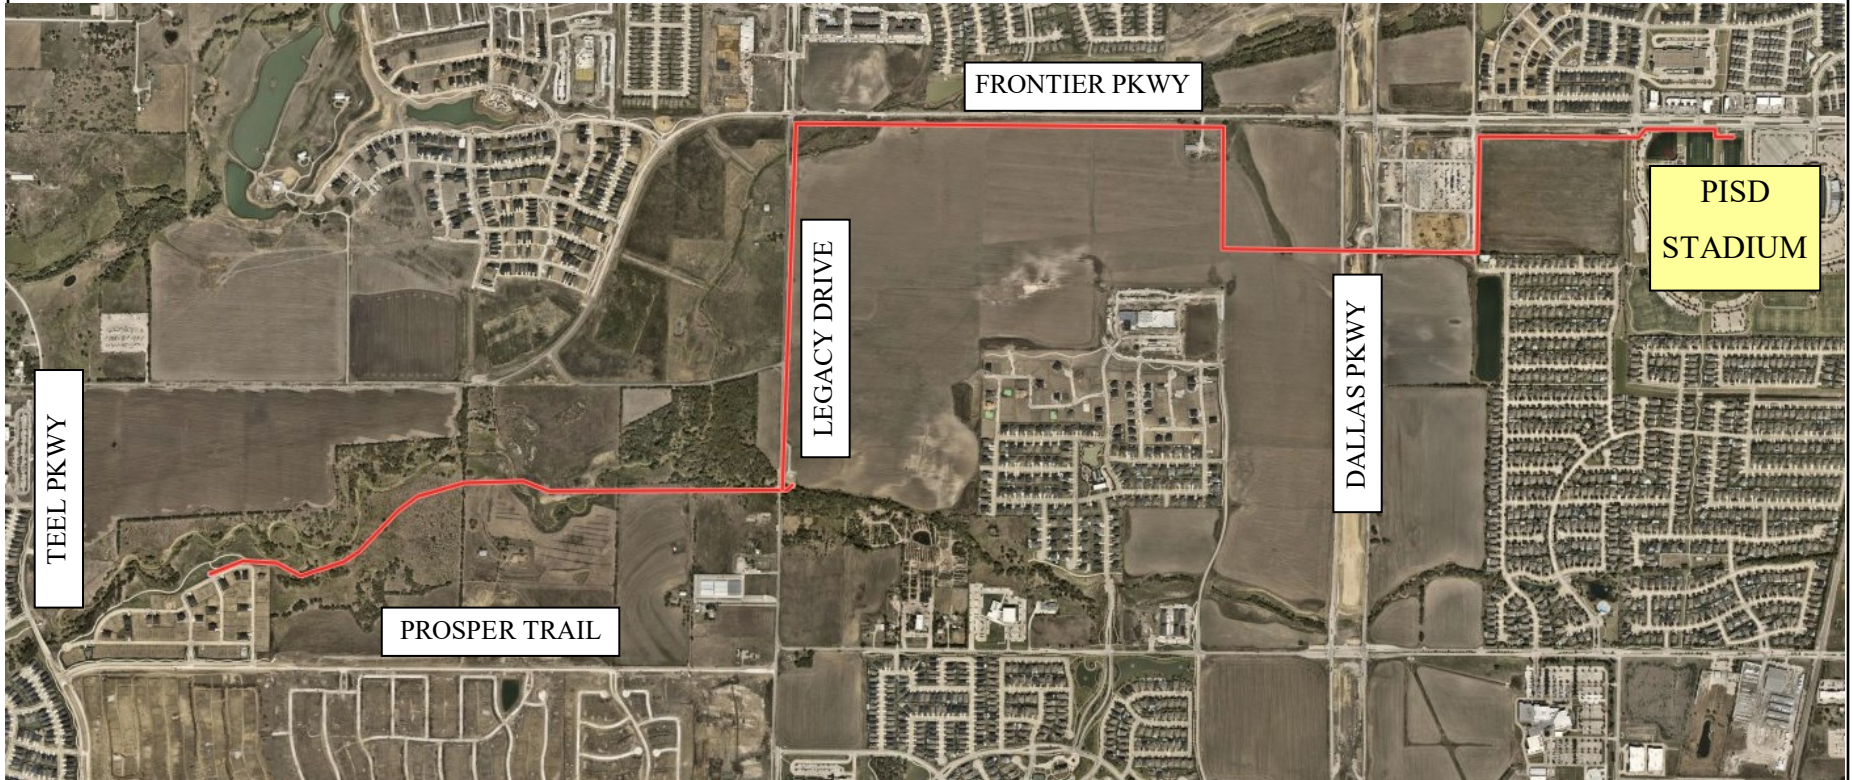 FRONTIER PKWY
PISD
STADIUM
LEGACY DRIVE
DALLAS PKWY
TEEL PKWY
PROSPER TRAIL